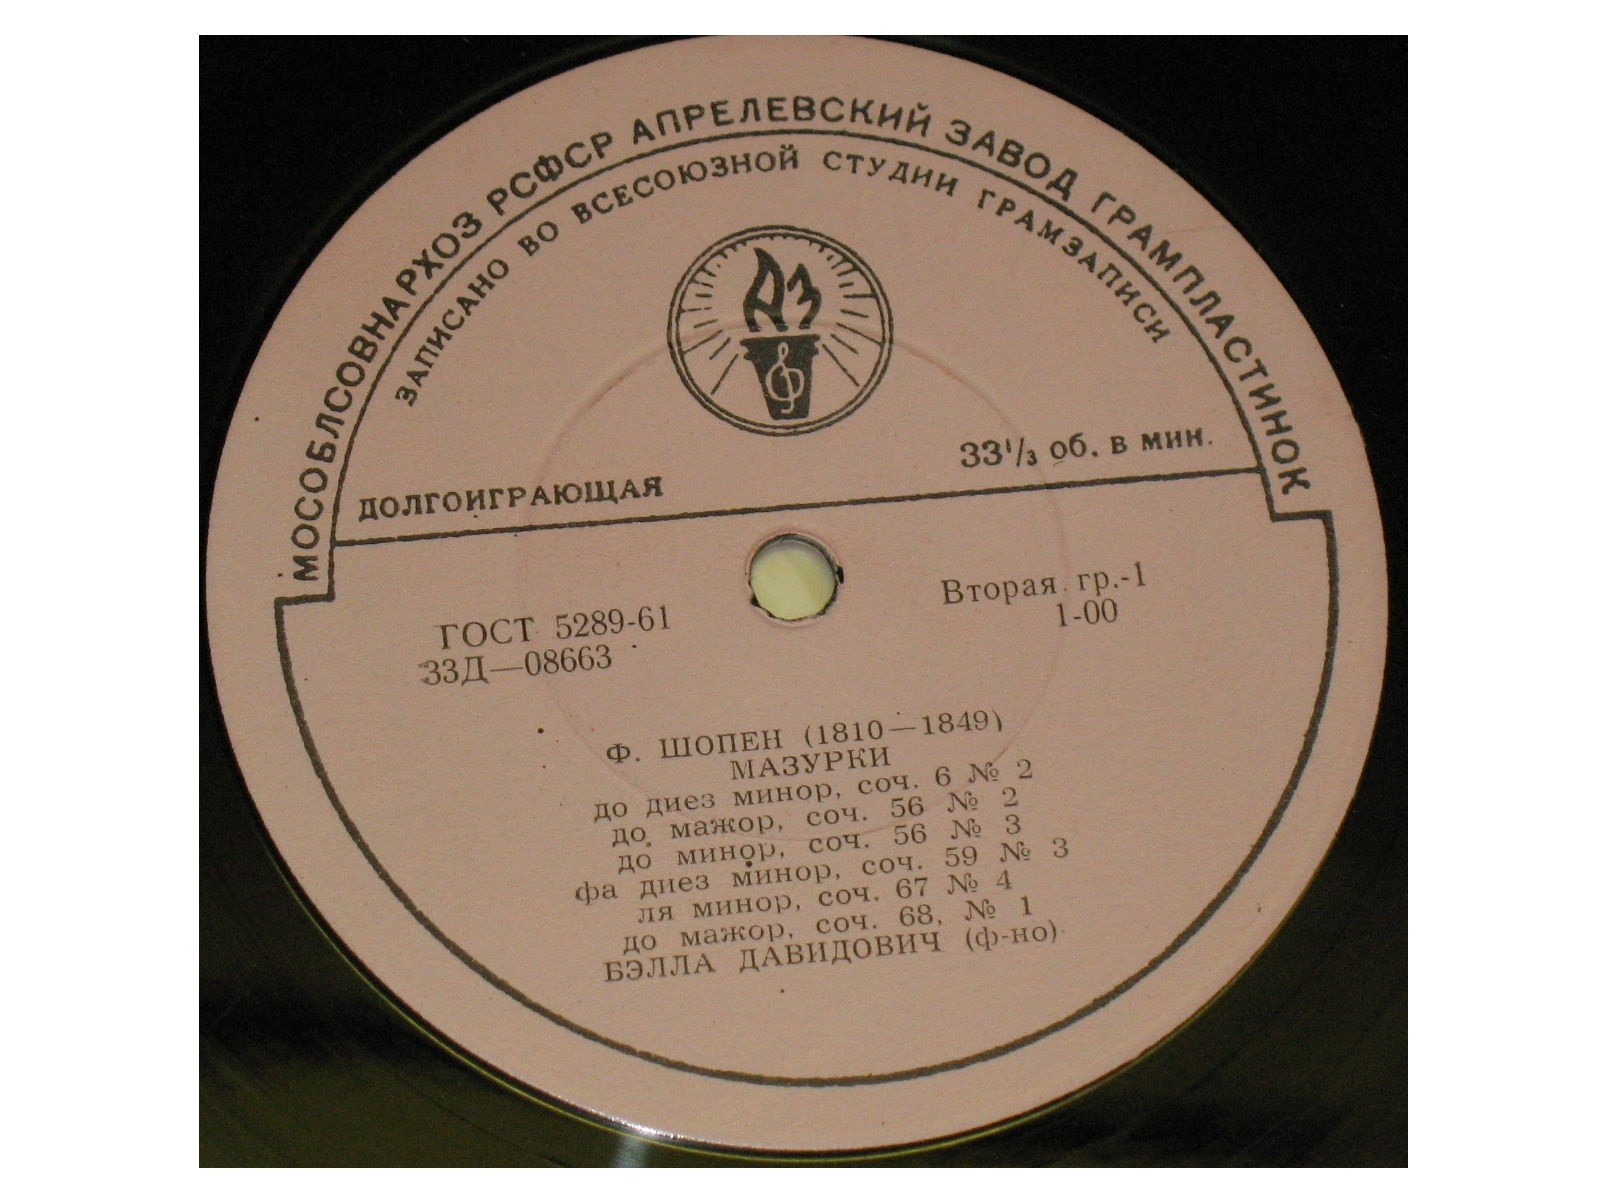 МОСОБЛСОВНАРХОЗ РСФСР АПРЕЛЕВСКИЙ ЗАВОД ГРАМПЛАСТИНОК
ЗАПИСАНО ВО ВСЕСОЮЗНОЙ СТУДИИ ГРАМЗАПИСИ
АЗ
ДОЛГОИГРАЮЩАЯ
33 1/3 об. в мин.
ГОСТ 5289-61
Вторая гр.-1
33Д—08663
1-00
Ф. ШОПЕН (1810—1849)
МАЗУРКИ
до диез минор, соч. 6 № 2
до мажор, соч. 56 № 2
до минор, соч. 56 № 3
фа диез минор, соч. 59 № 3
ля минор, соч. 67 № 4
до мажор, соч. 68, № 1
БЭЛЛА ДАВИДОВИЧ (ф-но)